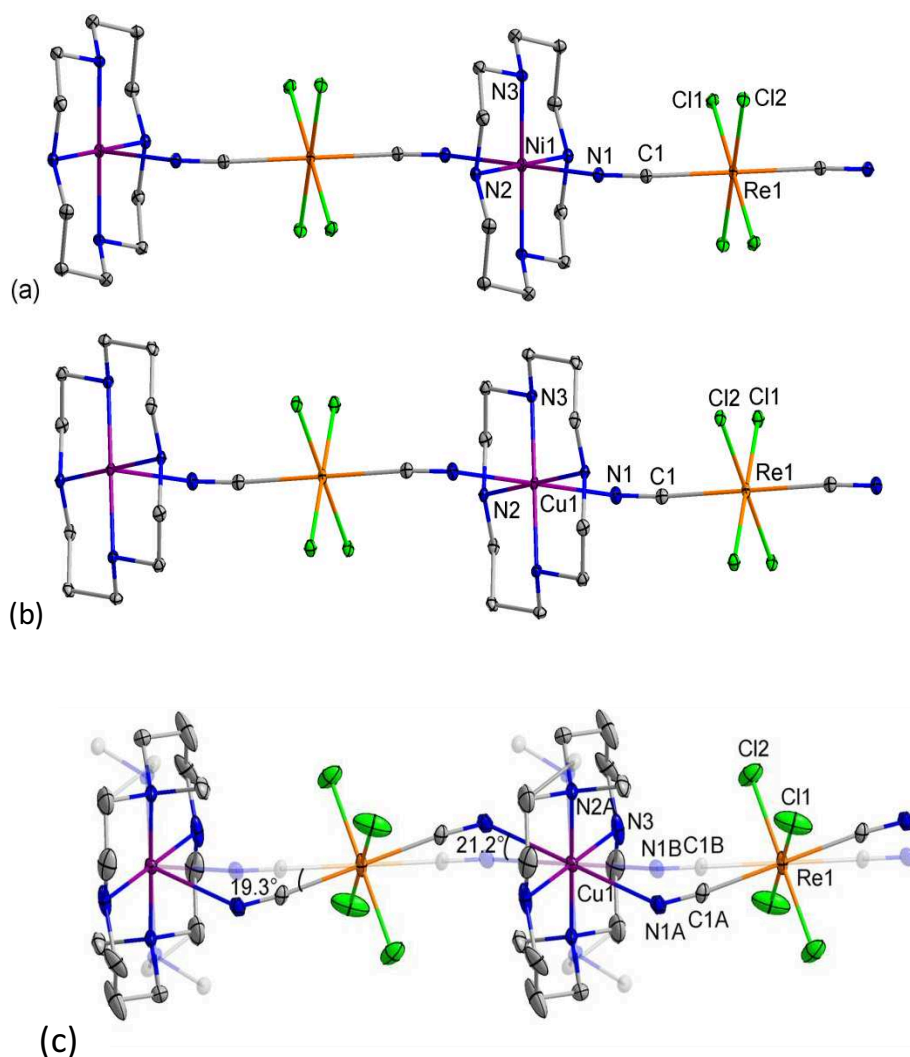 N3
Cl1
Cl2
Ni1
N1
C1
N2
Re1
(a)
N3
Cl2
Cl1
N1
C1
Re1
N2
Cu1
(b)
Cl2
N2A
Cl1
N3
21.2°
N1B
C1B
19.3°
Cu1
Re1
C1A
N1A
(c)